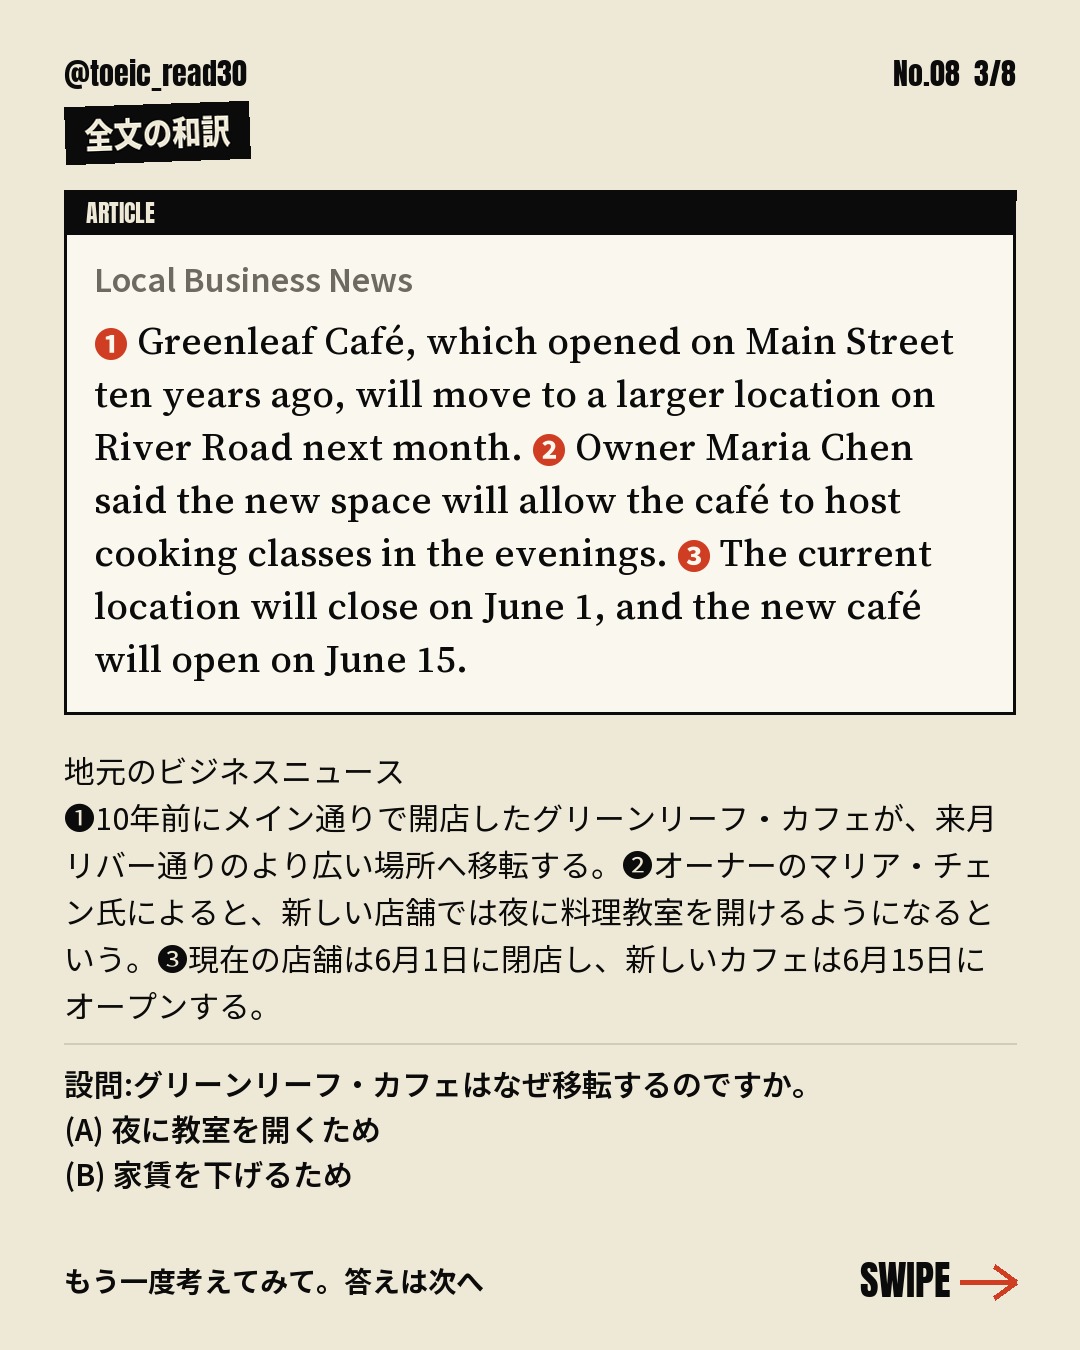 @toeic_read30
No.08 3/8
全文の和訳
ARTICLE
Local Business News
❶ Greenleaf Café, which opened on Main Street
ten years ago, will move to a larger location on
River Road next month. ❷ Owner Maria Chen
said the new space will allow the café to host
cooking classes in the evenings. ❸ The current
location will close on June 1, and the new café
will open on June 15.
地元のビジネスニュース
❶10年前にメイン通りで開店したグリーンリーフ・カフェが、来月
リバー通りのより広い場所へ移転する。❷オーナーのマリア・チェ
ン氏によると、新しい店舗では夜に料理教室を開けるようになると
いう。❸現在の店舗は6月1日に閉店し、新しいカフェは6月15日に
オープンする。
設問:グリーンリーフ・カフェはなぜ移転するのですか。
(A) 夜に教室を開くため
(B) 家賃を下げるため
もう一度考えてみて。答えは次へ
SWIPE